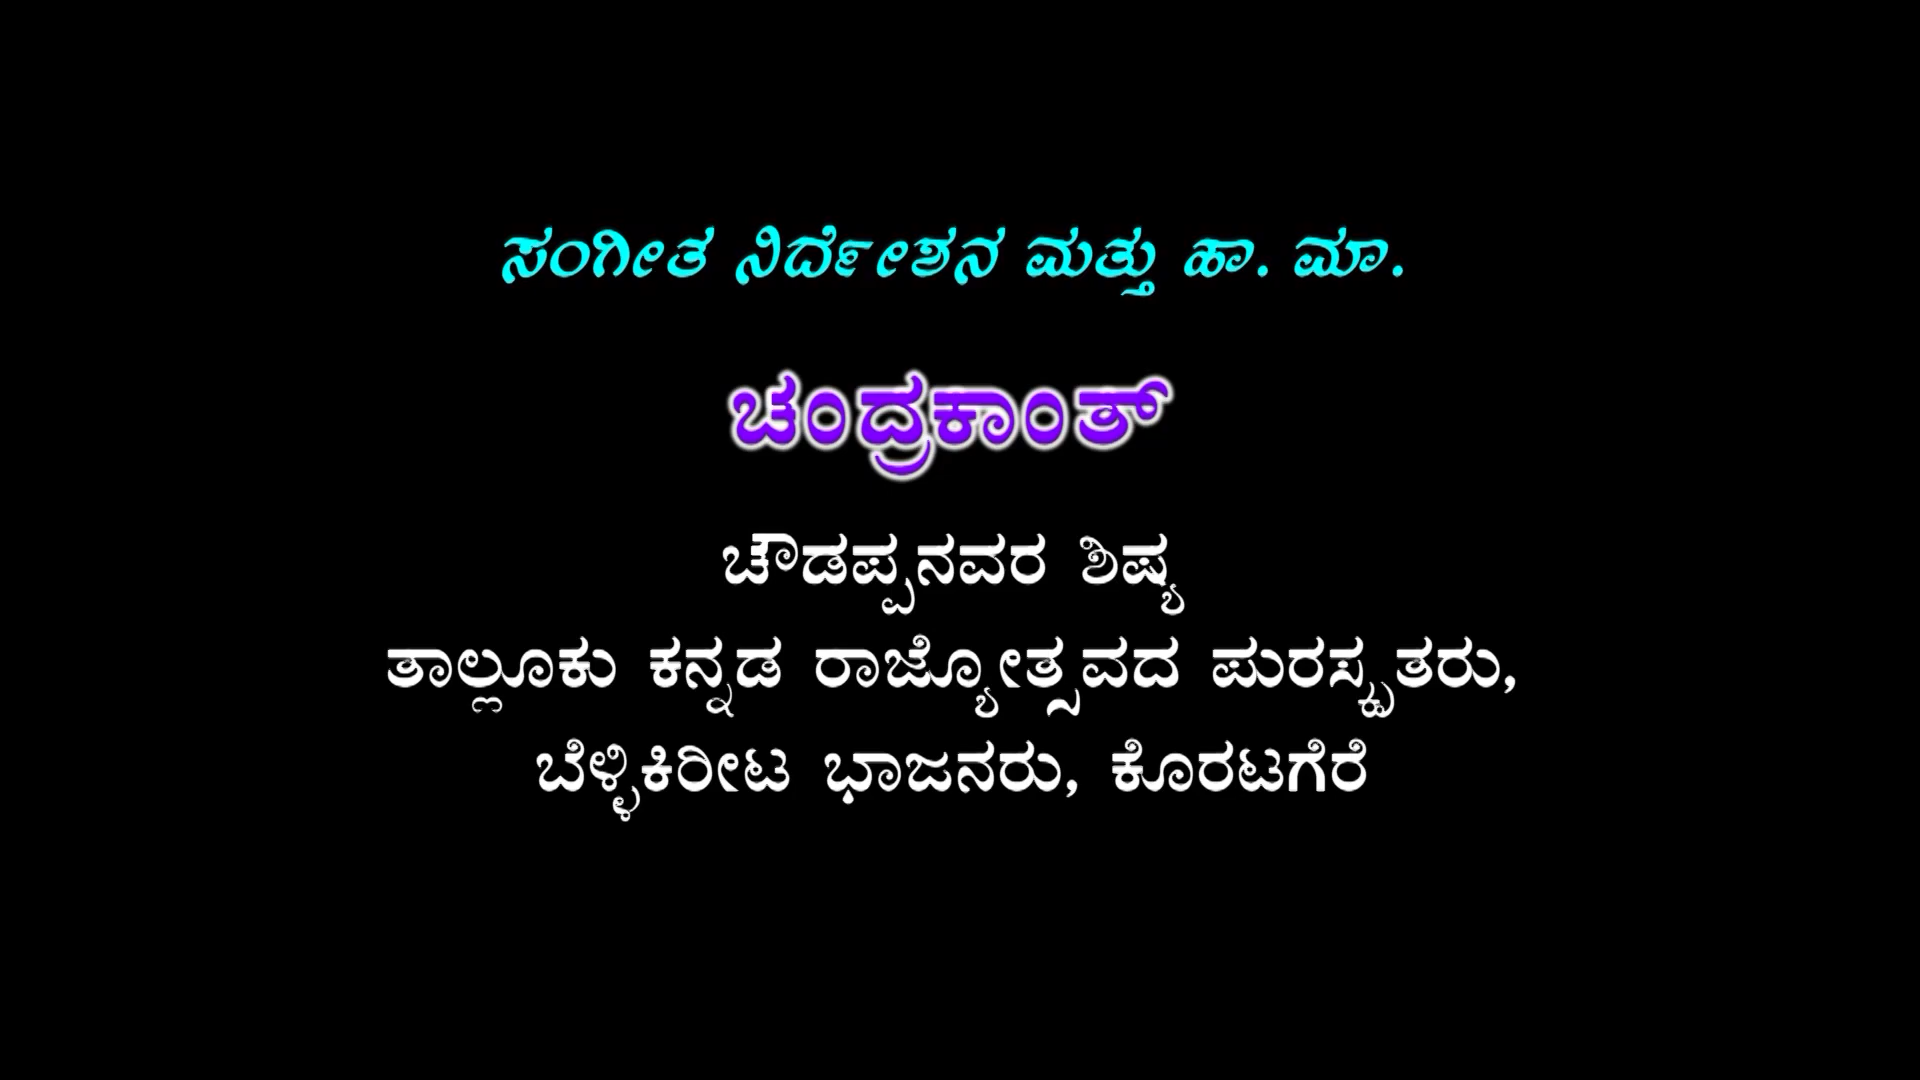 ಸಂಗೀತ ನಿರ್ದೇಶನ ಮತ್ತು ಹಾ. ಮಾ.
ಚಂದ್ರಕಾಂತ್
ಚೌಡಪ್ಪನವರ ಶಿಷ್ಯ
ತಾಲ್ಲೂಕು ಕನ್ನಡ ರಾಜ್ಯೋತ್ಸವದ ಪುರಸ್ಕೃತರು,
ಬೆಳ್ಳಿಕಿರೀಟ ಭಾಜನರು, ಕೊರಟಗೆರೆ